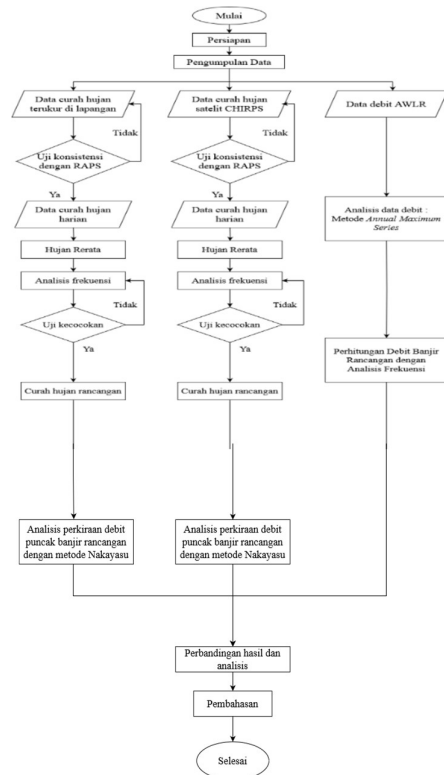 Mulai
Persiapan
Pengumpulan Data
Data curah hujan
terukur di lapangan
Tidak
Uji konsistensi
dengan RAPS
Ya
Data curah hujan
harian
Hujan Rerata
Analisis frekuensi
Tidak
Uji kecocokan
Ya
Curah hujan rancangan
Analisis perkiraan debit
puncak banjir rancangan
dengan metode Nakayasu
Data curah hujan
satelit CHIRPS
Tidak
Uji konsistensi
dengan RAPS
Ya
Data curah hujan
harian
Hujan Rerata
Analisis frekuensi
Tidak
Uji kecocokan
Ya
Curah hujan rancangan
Analisis perkiraan debit
puncak banjir rancangan
dengan metode Nakayasu
Data debit AWLR
Analisis data debit :
Metode Annual Maximum
Series
Perhitungan Debit Banjir
Rancangan dengan
Analisis Frekuensi
Perbandingan hasil dan
analisis
Pembahasan
Selesai